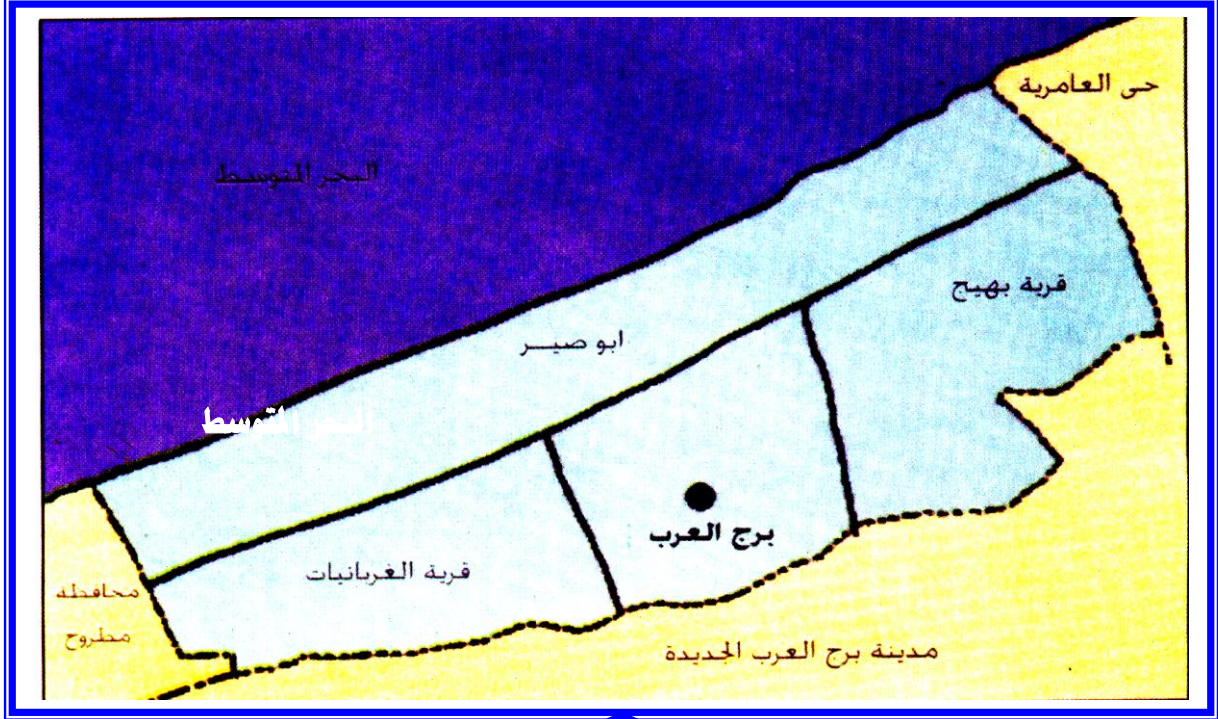 حى العامرية
البحر المتوسط
قرية بهيج
ابو صيــر
البحر المتوسط
برج العرب
قرية الغربانيات
محافظة
مطروح
مدينة برج العرب الجديدة